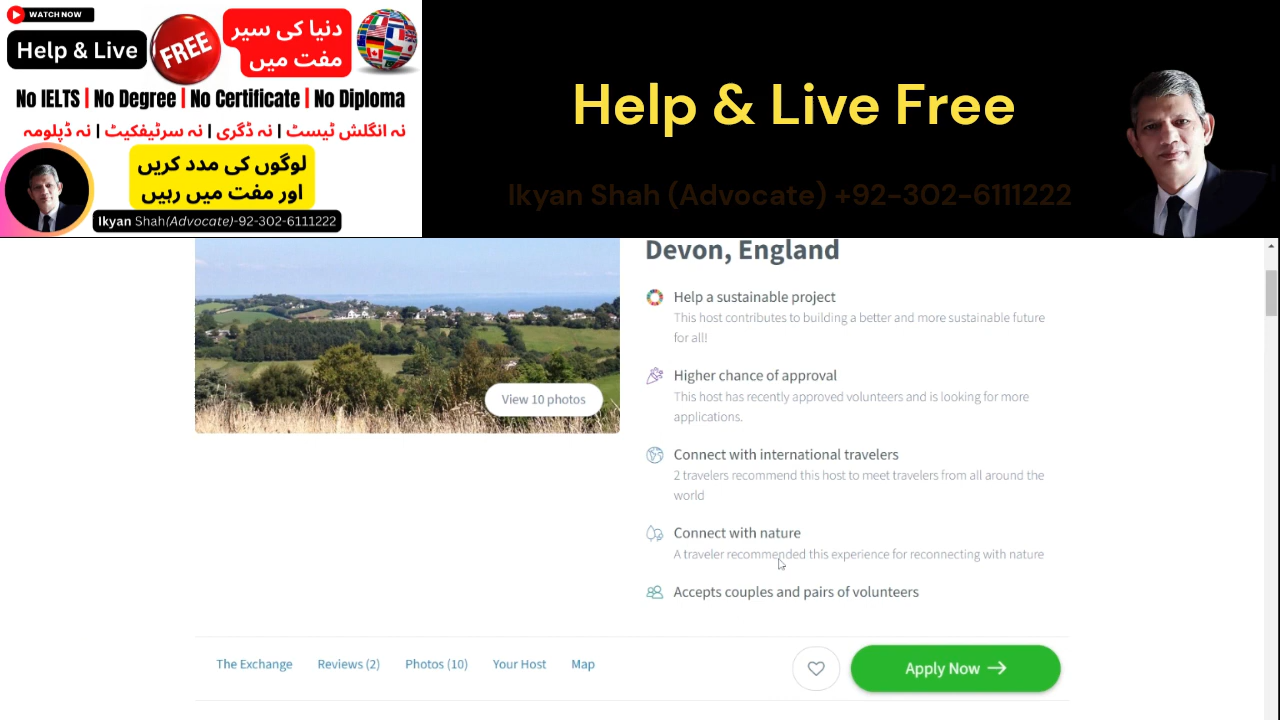 WATCH NOW
Help & Live
FREE
دنیا کی سیر
مفت میں
No IELTS | No Degree | No Certificate | No Diploma
نہ انگلش ٹیسٹ | نہ ڈگری | نہ سرٹیفکیٹ | نہ ڈپلومہ
لوگوں کی مدد کریں
اور مفت میں رہیں
Ikyan Shah(Advocate)-92-302-6111222
Help & Live Free
Ikyan Shah (Advocate) +92-302-6111222
Devon, England
Help a sustainable project
This host contributes to building a better and more sustainable future
for all!
Higher chance of approval
This host has recently approved volunteers and is looking for more
applications.
Connect with international travelers
2 travelers recommend this host to meet travelers from all around the
world
Connect with nature
A traveler recommended this experience for reconnecting with nature
Accepts couples and pairs of volunteers
View 10 photos
The Exchange Reviews (2) Photos (10) Your Host Map
Apply Now →